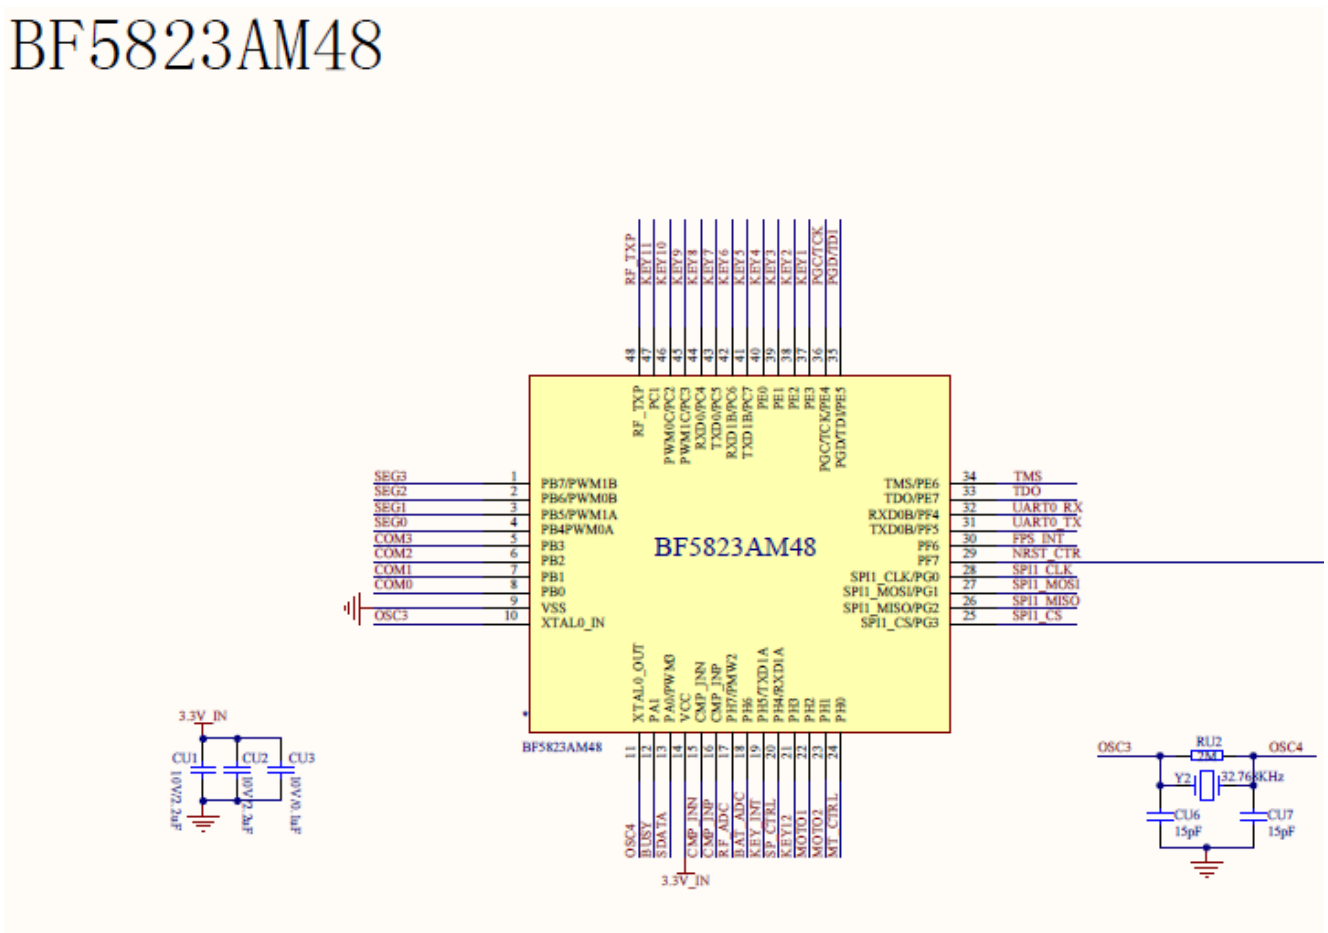 BF5823AM48
RF_TXP
KEY11
KEY10
KEY9
KEY8
KEY7
KEY6
KEY5
KEY4
KEY3
KEY2
KEY1
PGC/TCK
PGD/TDI
48
47
46
45
44
43
42
41
40
39
38
37
36
35
RF_TXP
PC1
PWM0C/PC2
PWM1C/PC3
RXD0/PC4
TXD0/PC5
RXD1B/PC6
TXD1B/PC7
PE0
PE1
PE2
PE3
PGC/TCK/PE4
PGD/TDI/PE5
SEG3 1 PB7/PWM1B
SEG2 2 PB6/PWM0B
SEG1 3 PB5/PWM1A
SEG0 4 PB4PWM0A
COM3 5 PB3
COM2 6 PB2
COM1 7 PB1
COM0 8 PB0
9 VSS
OSC3 10 XTAL0_IN
BF5823AM48
TMS/PE6 34 TMS
TDO/PE7 33 TDO
RXD0B/PF4 32 UART0_RX
TXD0B/PF5 31 UART0_TX
PF6 30 FPS_INT
PF7 29 NRST_CTR
SPI1_CLK/PG0 28 SPI1_CLK
SPI1_MOSI/PG1 27 SPI1_MOSI
SPI1_MISO/PG2 26 SPI1_MISO
SPI1_CS/PG3 25 SPI1_CS
XTAL0_OUT
PA1
PA0/PWM3
VCC
CMP_INN
CMP_INP
PH7/PMW2
PH6
PH5/TXD1A
PH4/RXD1A
PH3
PH2
PH1
PH0
*
BF5823AM48
11
12
13
14
15
16
17
18
19
20
21
22
23
24
OSC4
BUSY
SDATA
CMP_INN
CMP_INP
RF_ADC
BAT_ADC
KEY_INT
SP_CTRL
KEY12
MOTO1
MOTO2
MT_CTRL
3.3V_IN
3.3V_IN
CU1
10V/2.2uF
CU2
10V/2.2uF
CU3
10V/0.1uF
OSC3
RU2
2M
OSC4
Y2
32.768KHz
CU6
15pF
CU7
15pF